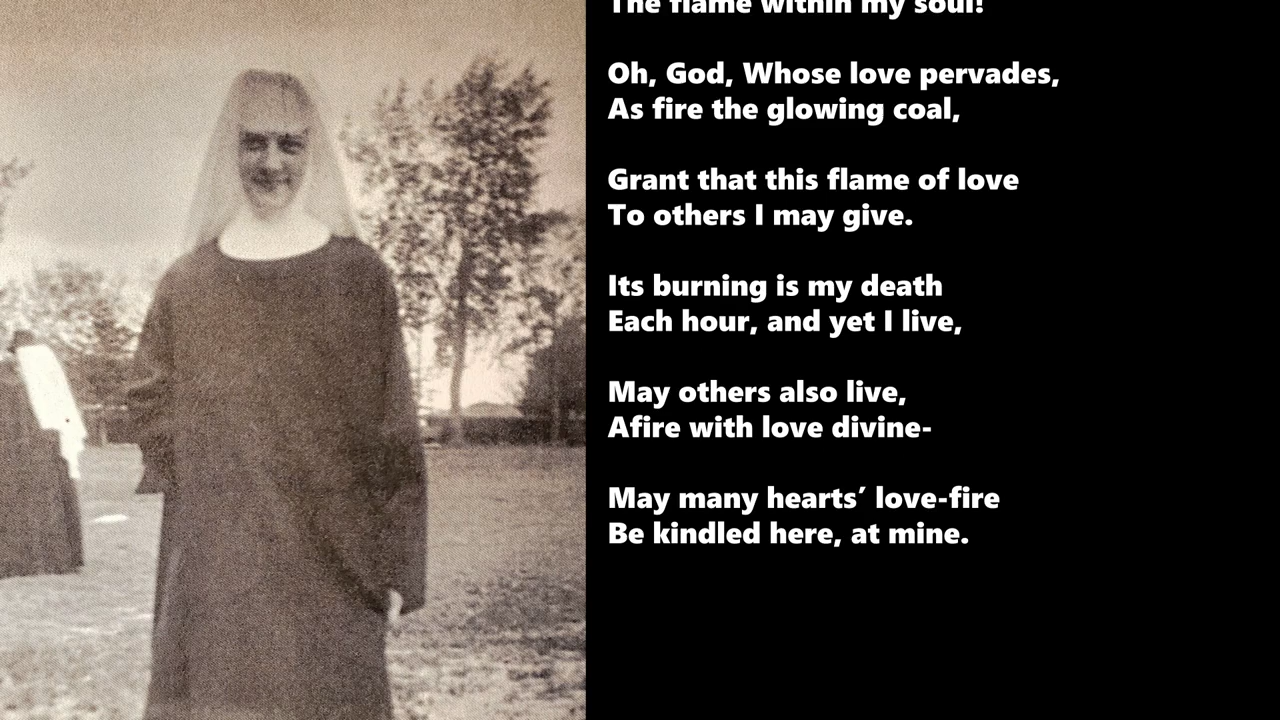 The flame within my soul!
Oh, God, Whose love pervades,
As fire the glowing coal,
Grant that this flame of love
To others I may give.
Its burning is my death
Each hour, and yet I live,
May others also live,
Afire with love divine-
May many hearts’ love-fire
Be kindled here, at mine.